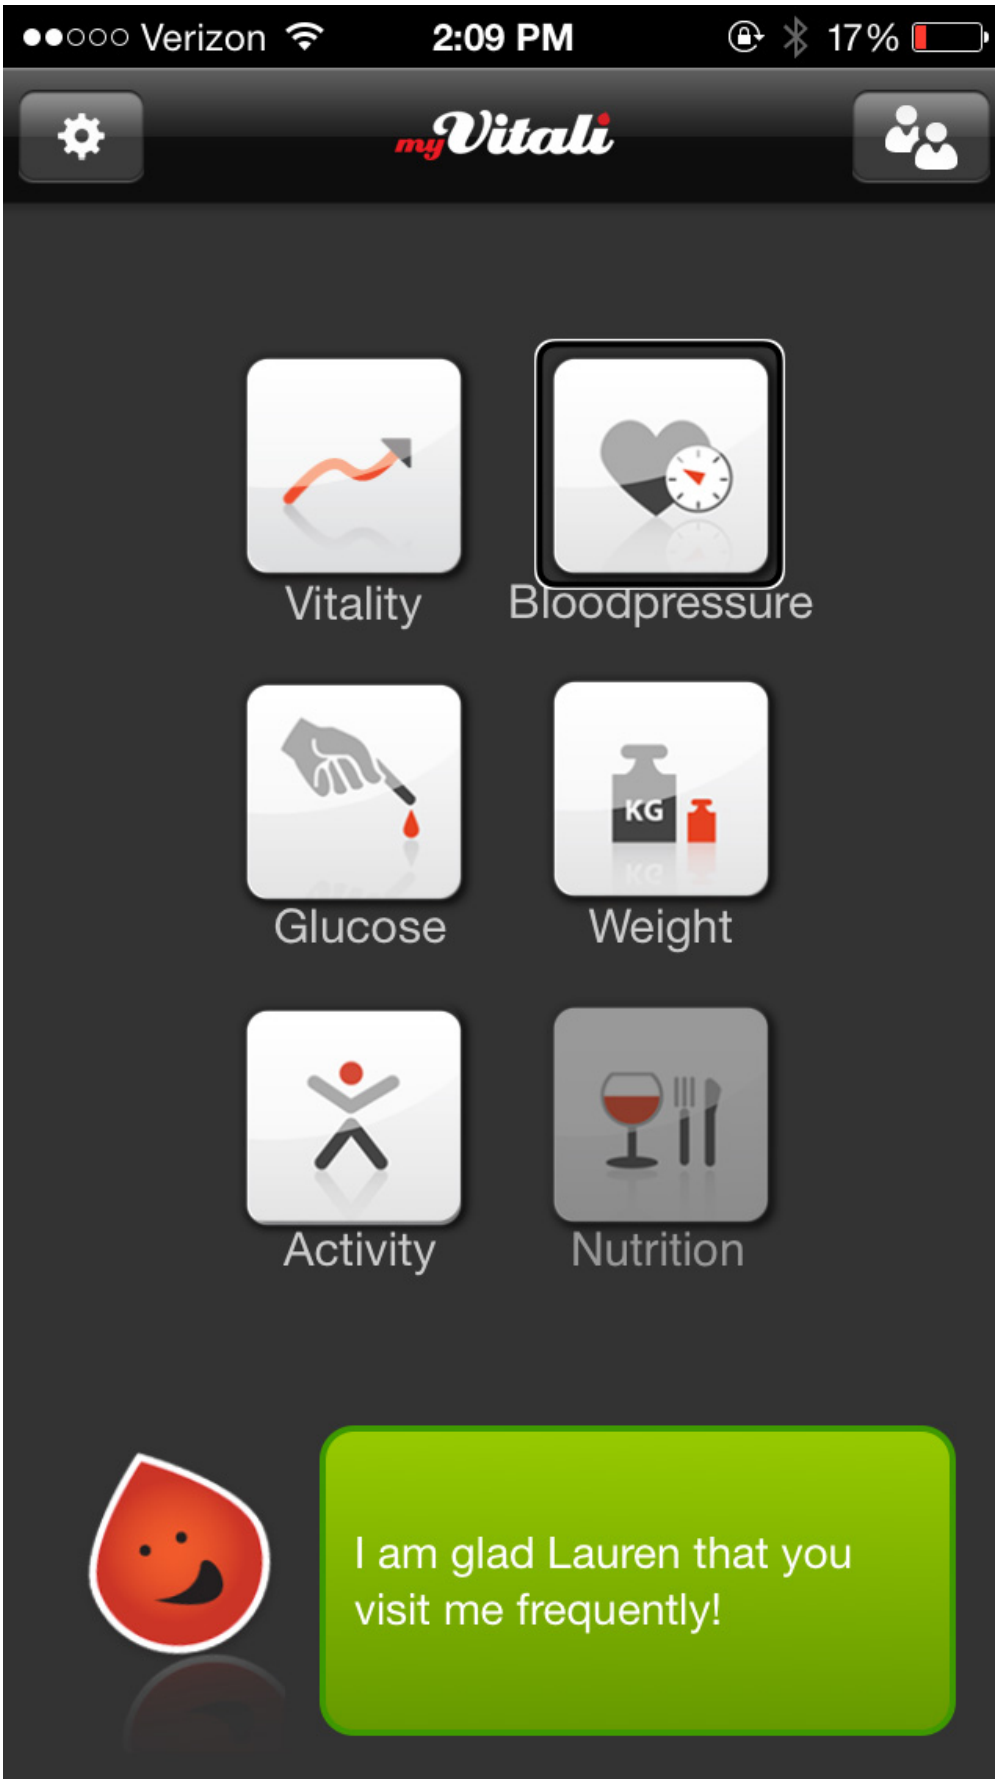 Verizon 2:09 PM 17%
myVitali
Vitality Bloodpressure
KG
Glucose Weight
Activity Nutrition
I am glad Lauren that you
visit me frequently!